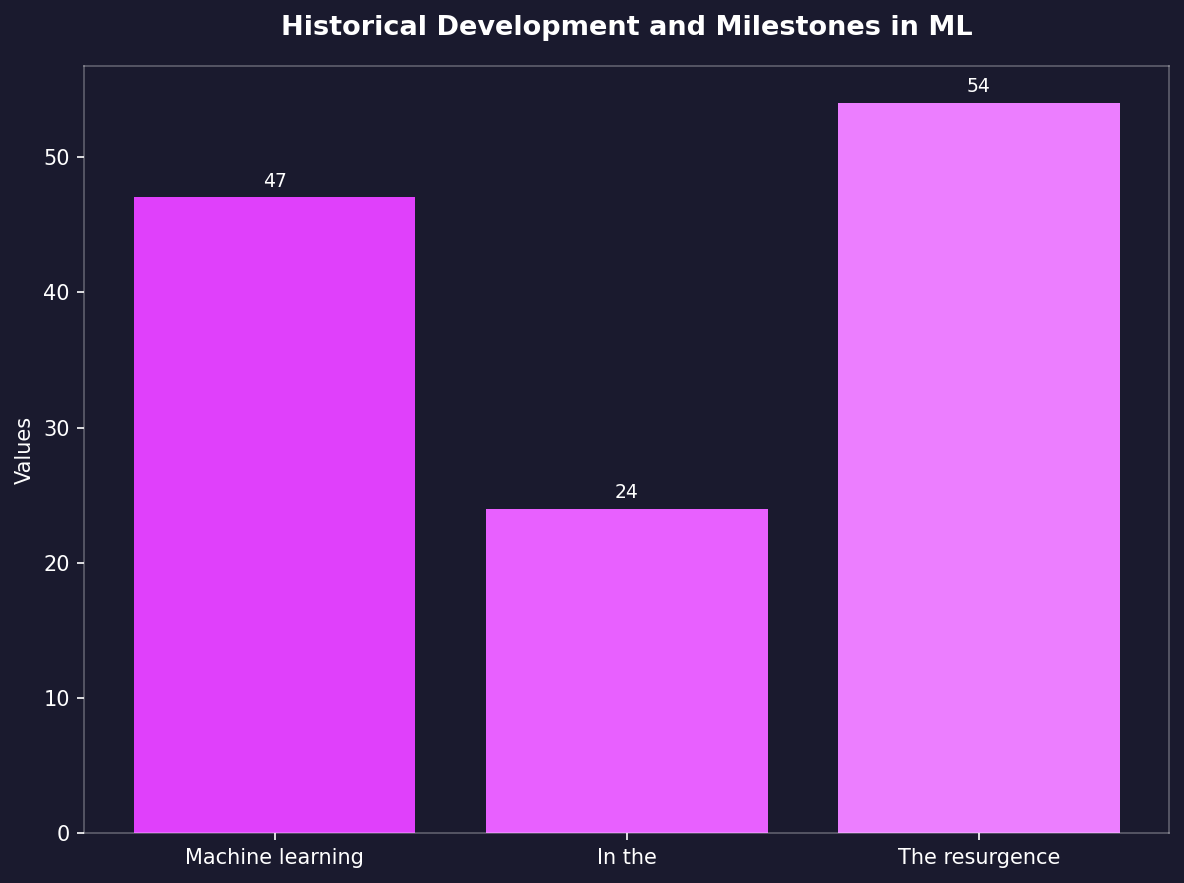 Historical Development and Milestones in ML
54
47
24
50
40
30
20
10
0
Values
Machine learning
In the
The resurgence